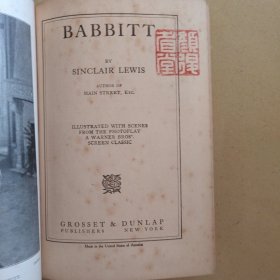 BABBITT
BY
SINCLAIR LEWIS
AUTHOR OF
MAIN STREET, ETC.
ILLUSTRATED WITH SCENES
FROM THE PHOTOPLAY
A WARNER BROS'
SCREEN CLASSIC
GROSSET & DUNLAP
PUBLISHERS NEW YORK
Made in the United States of America